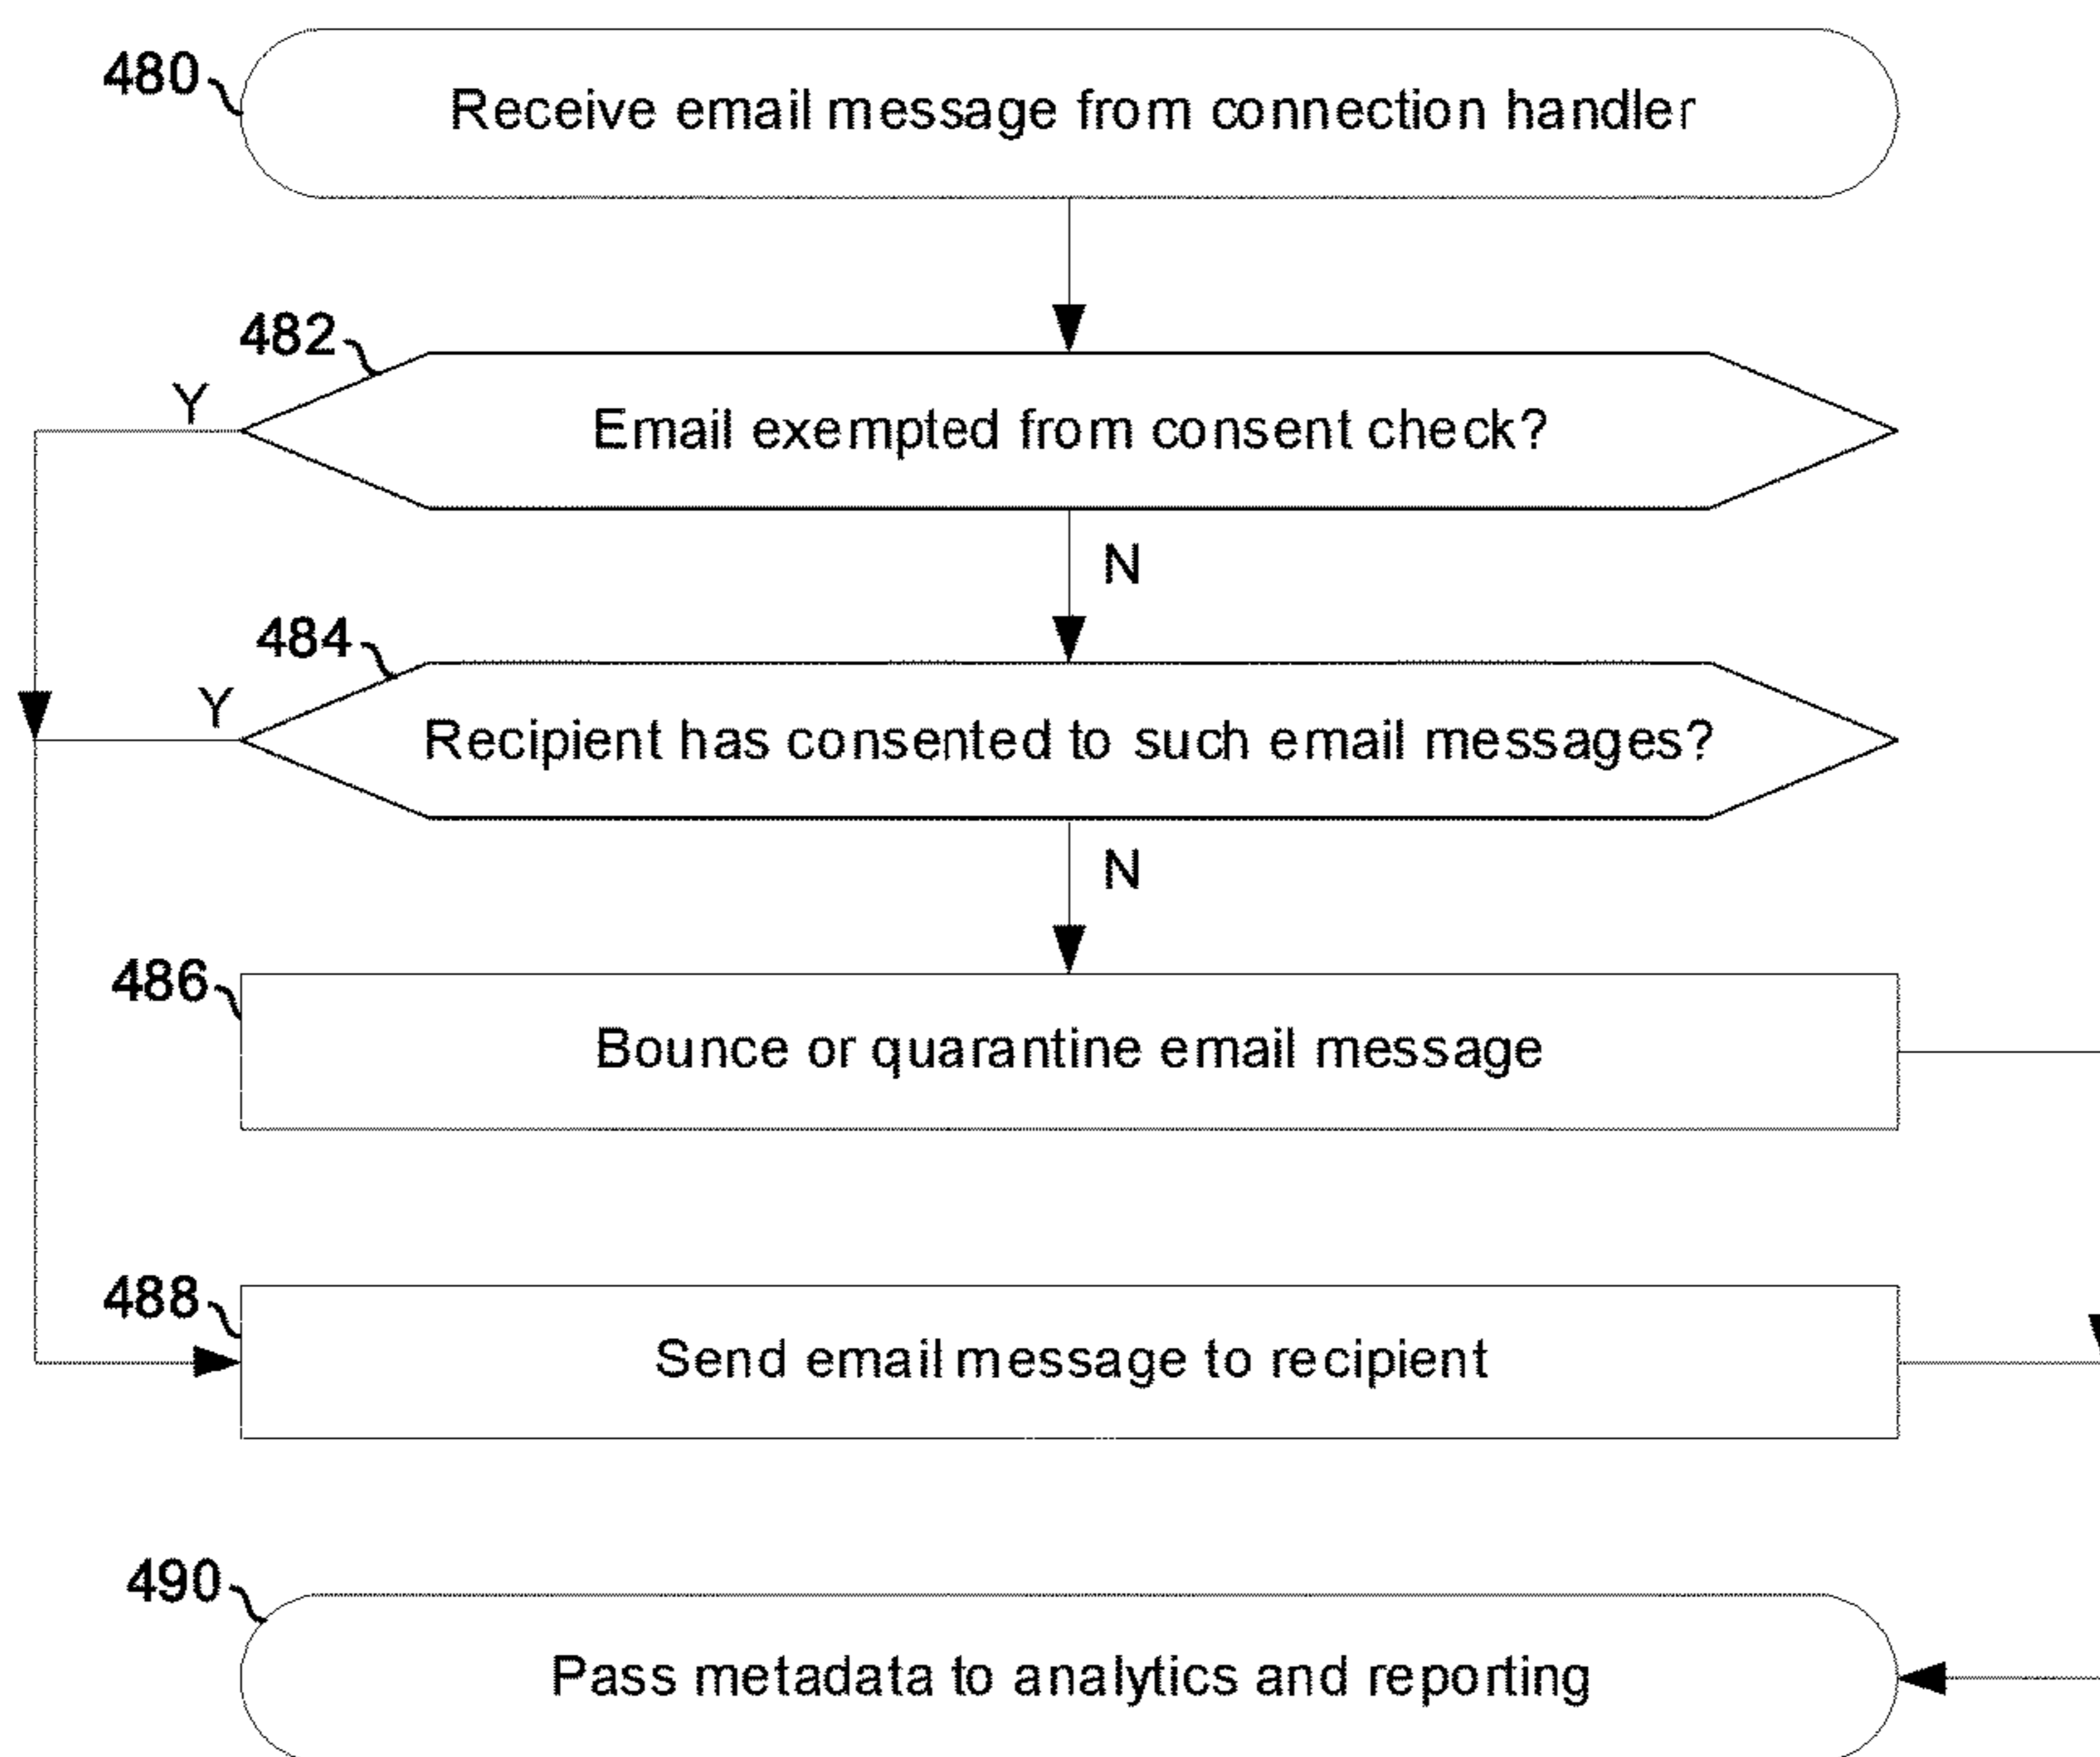 480
Receive email message from connection handler
482
Y
Email exempted from consent check?
N
484
Y
Recipient has consented to such email messages?
N
486
Bounce or quarantine email message
488
Send email message to recipient
490
Pass metadata to analytics and reporting